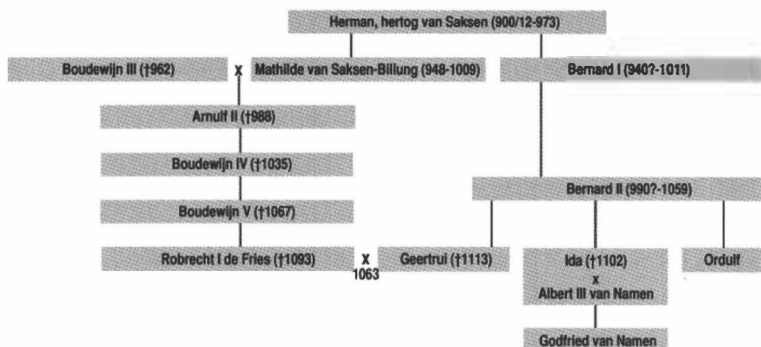 Herman, hertog van Saksen (900/12-973)
Boudewijn III (†962) x Mathilde van Saksen-Billung (948-1009) Bernard I (940?-1011)
Arnulf II (†988)
Boudewijn IV (†1035)
Bernard II (990?-1059)
Boudewijn V (†1067)
Robrecht I de Fries (†1093) x Geertrui (†1113) Ida (†1102) Ordulf
1063
x
Albert III van Namen
Godfried van Namen